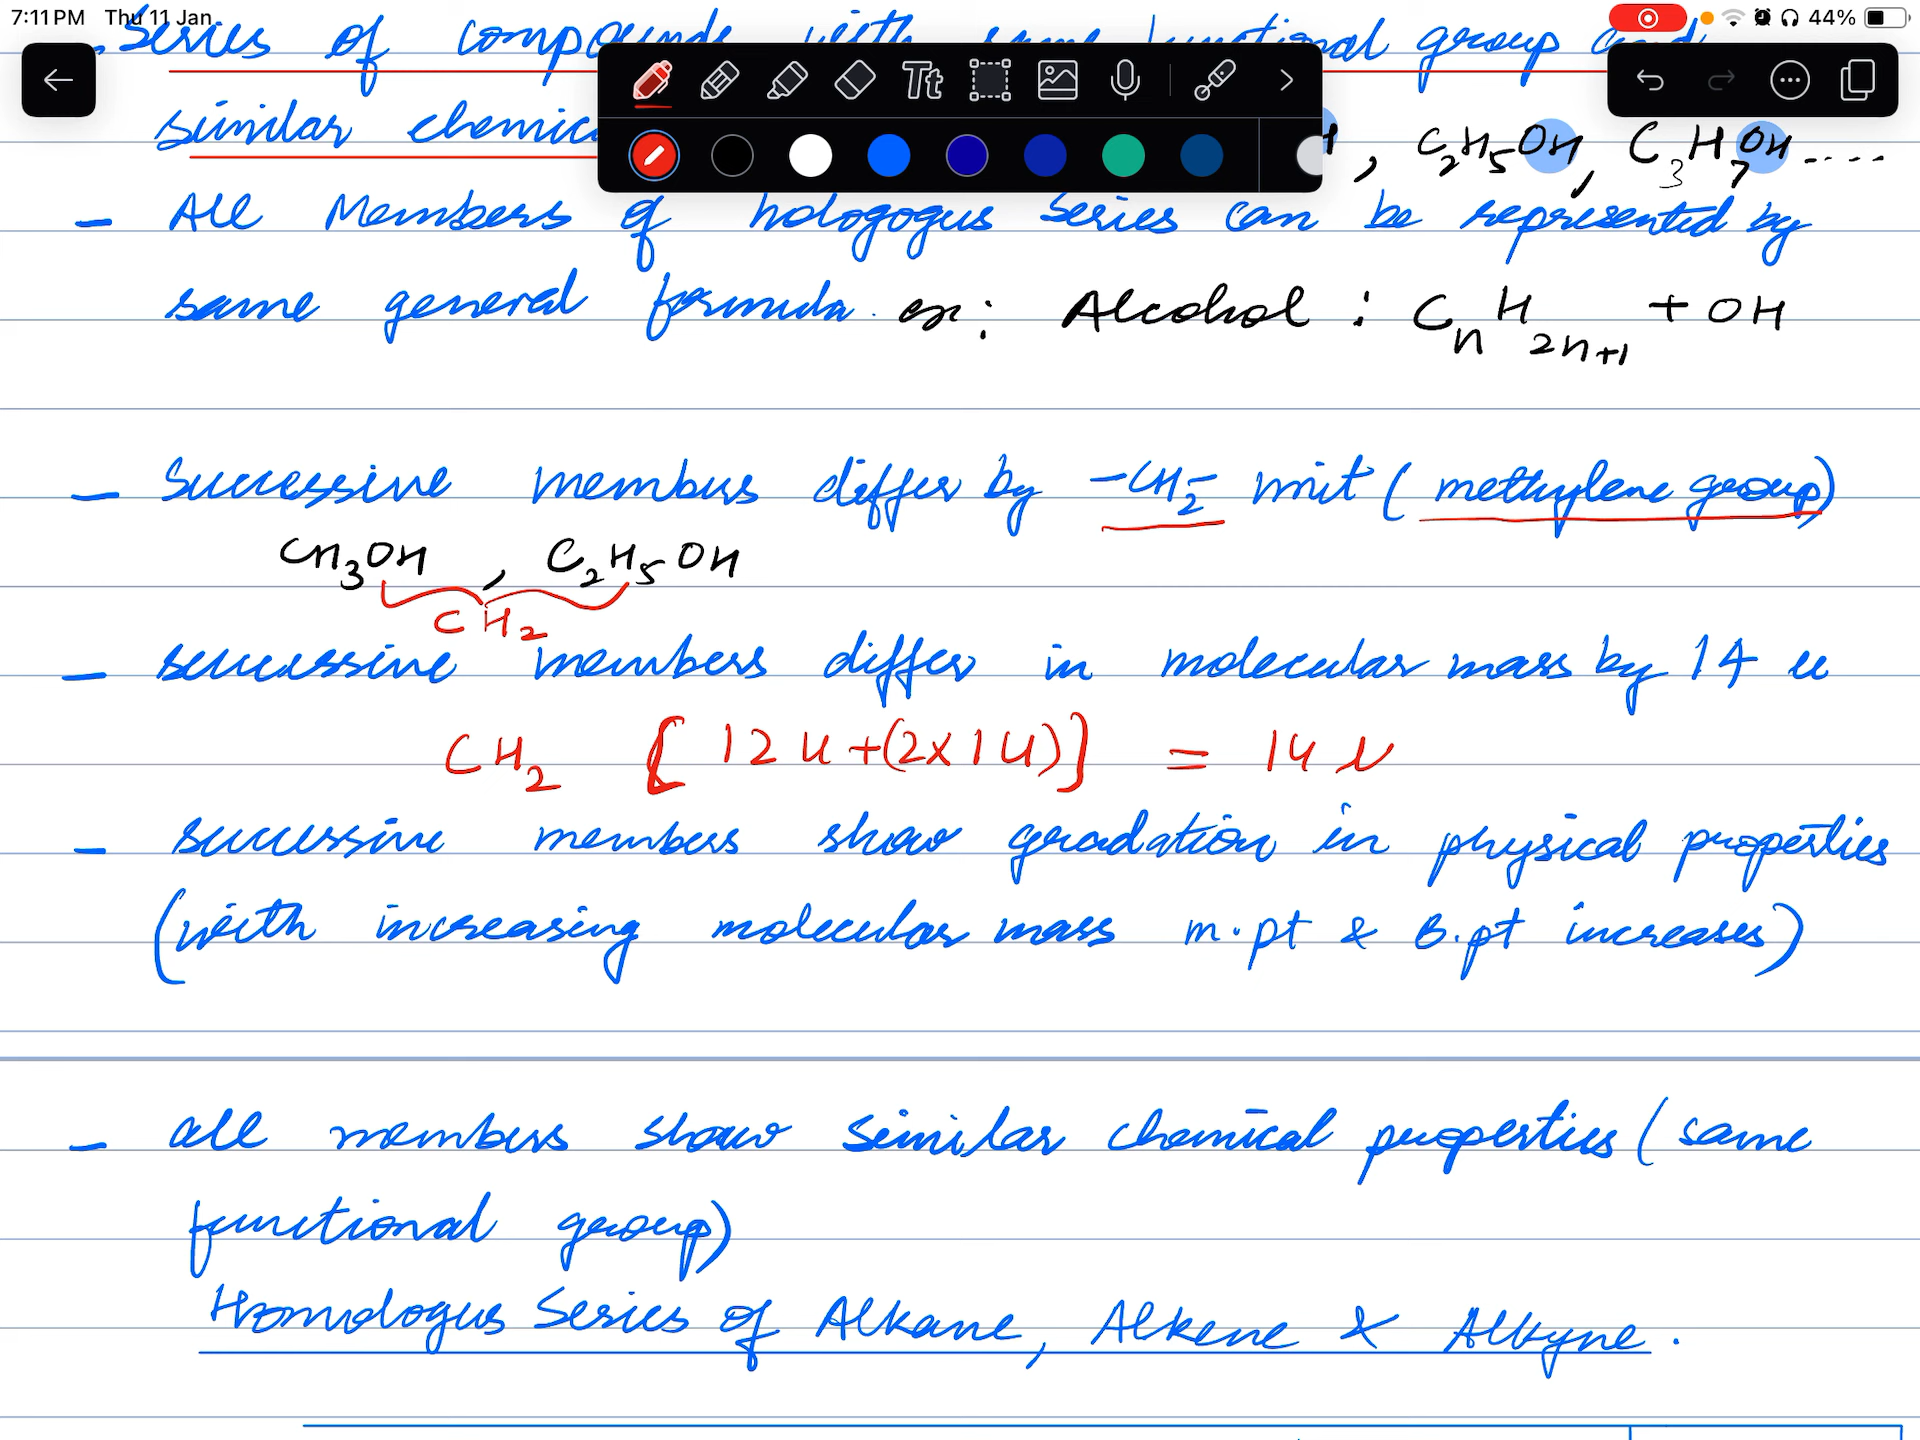 7:11 PM Thu 11 Jan
44%
- Series of compounds with same functional group and
Tt
similar chemic
, C2H5OH, C3H7OH ....
- All Members of hologogus series can be represented by
same general formula. ex: Alcohol : CnH2n+1 + OH
- Successive members differ by -CH2- unit (methylene group)
CH3OH , C2H5OH
CH2
- successive members differ in molecular mass by 14 u
CH2 [12u+(2x1u)] = 14 u
- successive members show gradation in physical properties
(with increasing molecular mass m.pt & B.pt increases)
- all members show similar chemical properties (same
functional group)
Homologus Series of Alkane, Alkene & Alkyne.